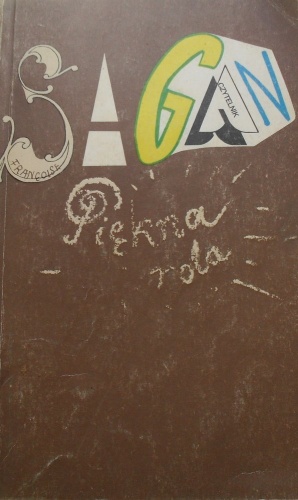 SAGAN
FRANÇOISE
CZYTELNIK
Piękna
rola